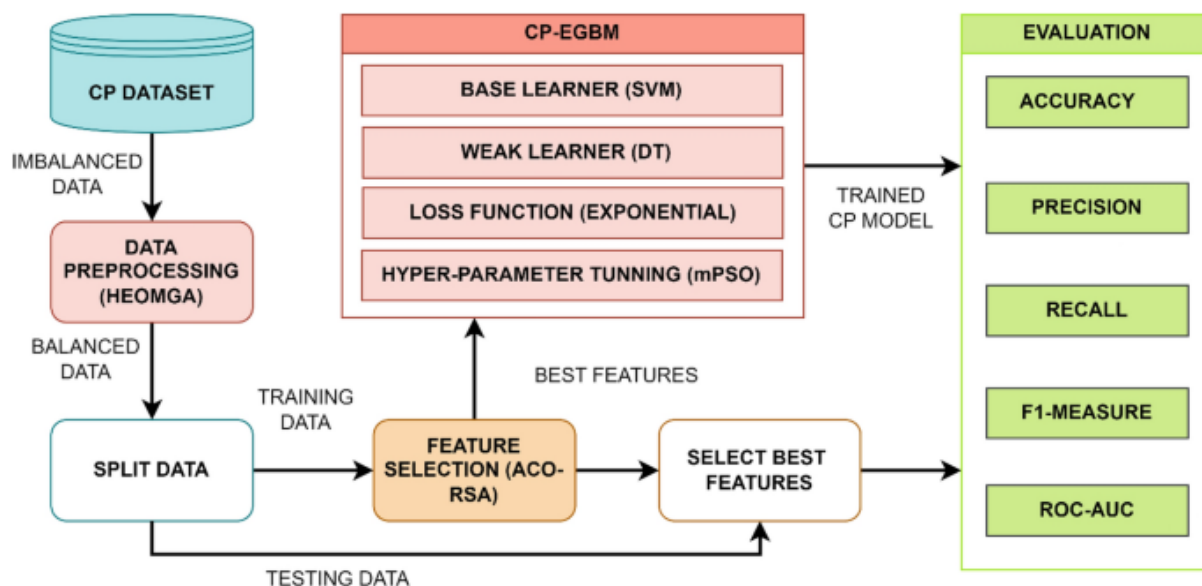 CP DATASET
IMBALANCED
DATA
DATA
PREPROCESSING
(HEOMGA)
BALANCED
DATA
SPLIT DATA
TRAINING
DATA
TESTING DATA
FEATURE
SELECTION (ACO-
RSA)
BEST FEATURES
SELECT BEST
FEATURES
CP-EGBM
BASE LEARNER (SVM)
WEAK LEARNER (DT)
LOSS FUNCTION (EXPONENTIAL)
HYPER-PARAMETER TUNNING (mPSO)
TRAINED
CP MODEL
EVALUATION
ACCURACY
PRECISION
RECALL
F1-MEASURE
ROC-AUC